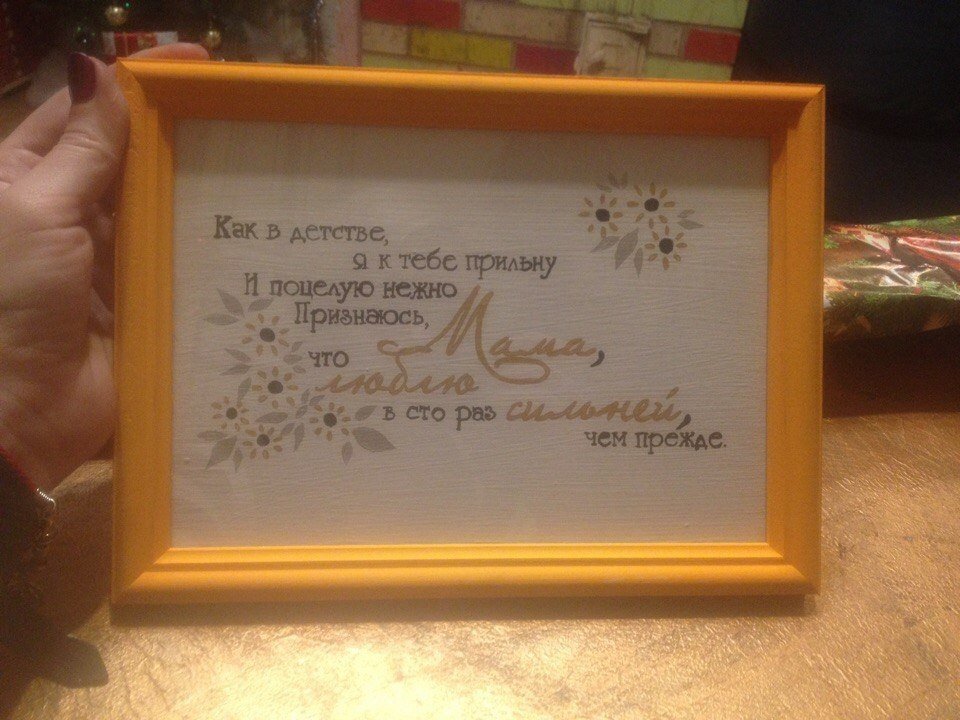 Как в детстве,
я к тебе прильну
И поцелую нежно
Признаюсь,
что Мама,
люблю
в сто раз сильней,
чем прежде.